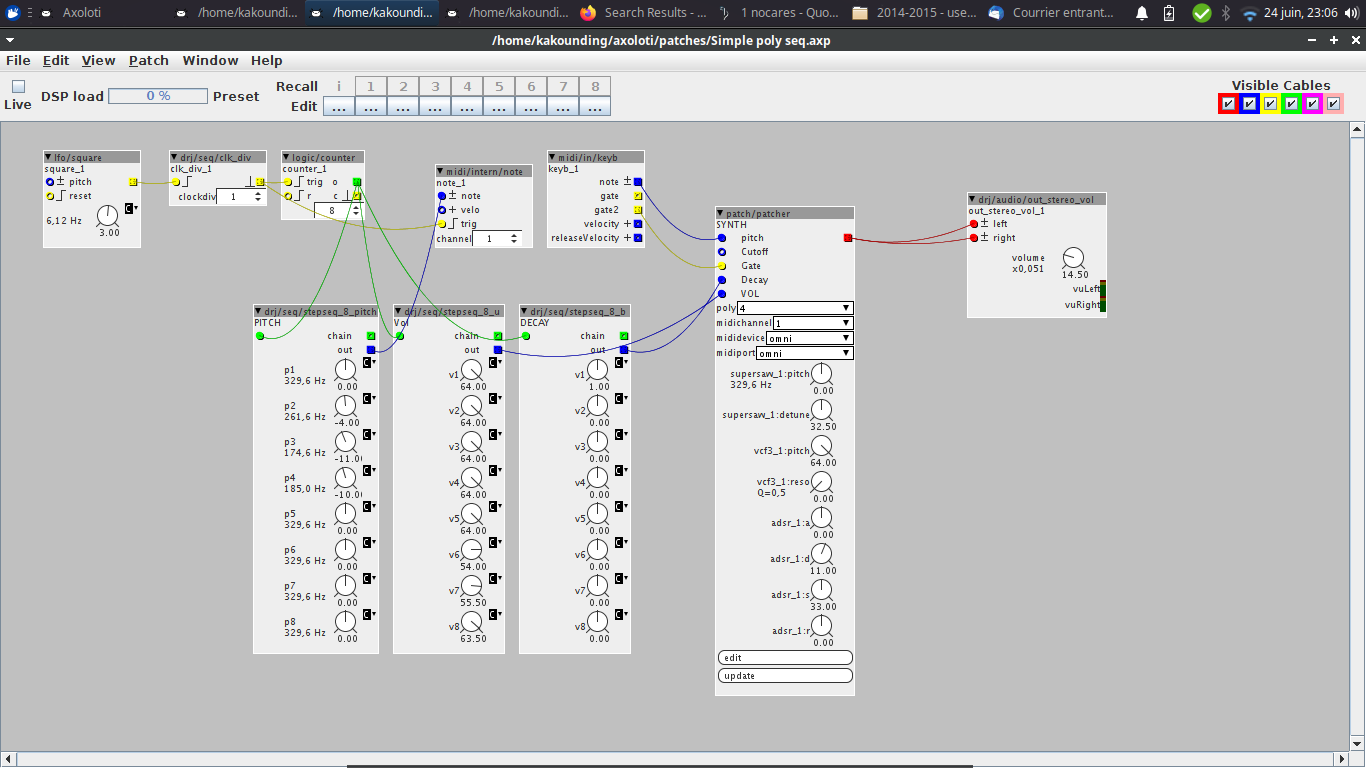 Axoloti /home/kakoundi... /home/kakoundi... /home/kakoundi... Search Results - ... 1 nocares - Quo... 2014-2015 - use... Courrier entrant... 24 juin, 23:06
/home/kakounding/axoloti/patches/Simple poly seq.axp
File Edit View Patch Window Help
Live DSP load 0 % Preset Recall i 1 2 3 4 5 6 7 8
Edit ... ... ... ... ... ... ... ... ...
Visible Cables
lfo/square
square_1
pitch
reset
6,12 Hz
C
3.00
drj/seq/clk_div
clk_div_1
clockdiv 1
logic/counter
counter_1
trig o
r c
8
midi/intern/note
note_1
note
velo
trig
channel 1
midi/in/keyb
keyb_1
note
gate
gate2
velocity
releaseVelocity
patch/patcher
SYNTH
pitch
Cutoff
Gate
Decay
VOL
poly 4
midichannel 1
mididevice omni
midiport omni
supersaw_1:pitch
329,6 Hz
0.00
supersaw_1:detune
32.50
vcf3_1:pitch
64.00
vcf3_1:reso
Q=0,5
0.00
adsr_1:a
0.00
adsr_1:d
11.00
adsr_1:s
33.00
adsr_1:r
0.00
edit
update
drj/audio/out_stereo_vol
out_stereo_vol_1
left
right
volume
x0,051
14.50
vuLeft
vuRight
drj/seq/stepseq_8_pitch
PITCH
chain
out
p1 C
329,6 Hz
0.00
p2 C
261,6 Hz
-4.00
p3 C
174,6 Hz
-11.0
p4 C
185,0 Hz
-10.0
p5 C
329,6 Hz
0.00
p6 C
329,6 Hz
0.00
p7 C
329,6 Hz
0.00
p8 C
329,6 Hz
0.00
drj/seq/stepseq_8_u
Vol
chain
out
v1 C
64.00
v2 C
64.00
v3 C
64.00
v4 C
64.00
v5 C
64.00
v6 C
54.00
v7 C
55.50
v8 C
63.50
drj/seq/stepseq_8_b
DECAY
chain
out
v1 C
1.00
v2 C
0.00
v3 C
0.00
v4 C
0.00
v5 C
0.00
v6 C
0.00
v7 C
0.00
v8 C
0.00